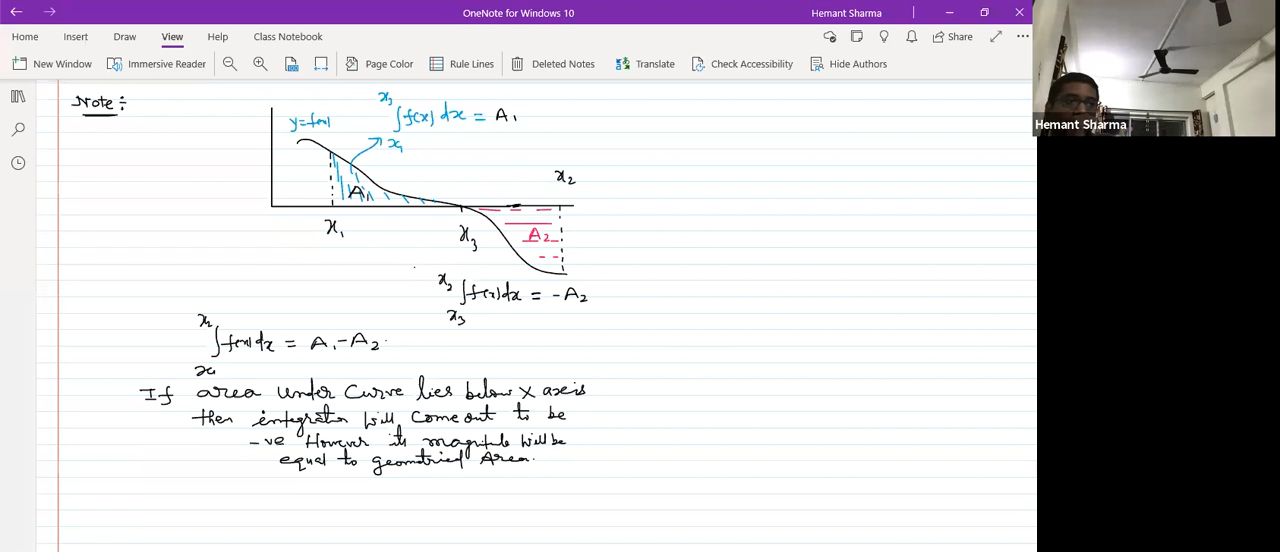 OneNote for Windows 10
Hemant Sharma
Home Insert Draw View Help Class Notebook
Share
New Window Immersive Reader Page Color Rule Lines Deleted Notes Translate Check Accessibility Hide Authors
Hemant Sharma
Note:
x3
∫f(x) dx = A1
x1
y=f(x)
A1
x2
x1
x3
A2
x2
∫f(x)dx = -A2
x3
x2
∫f(x)dx = A1-A2
x1
If area under Curve lies below X axis
then integration will come out to be
-ve However its magnitude will be
equal to geometrical Area.